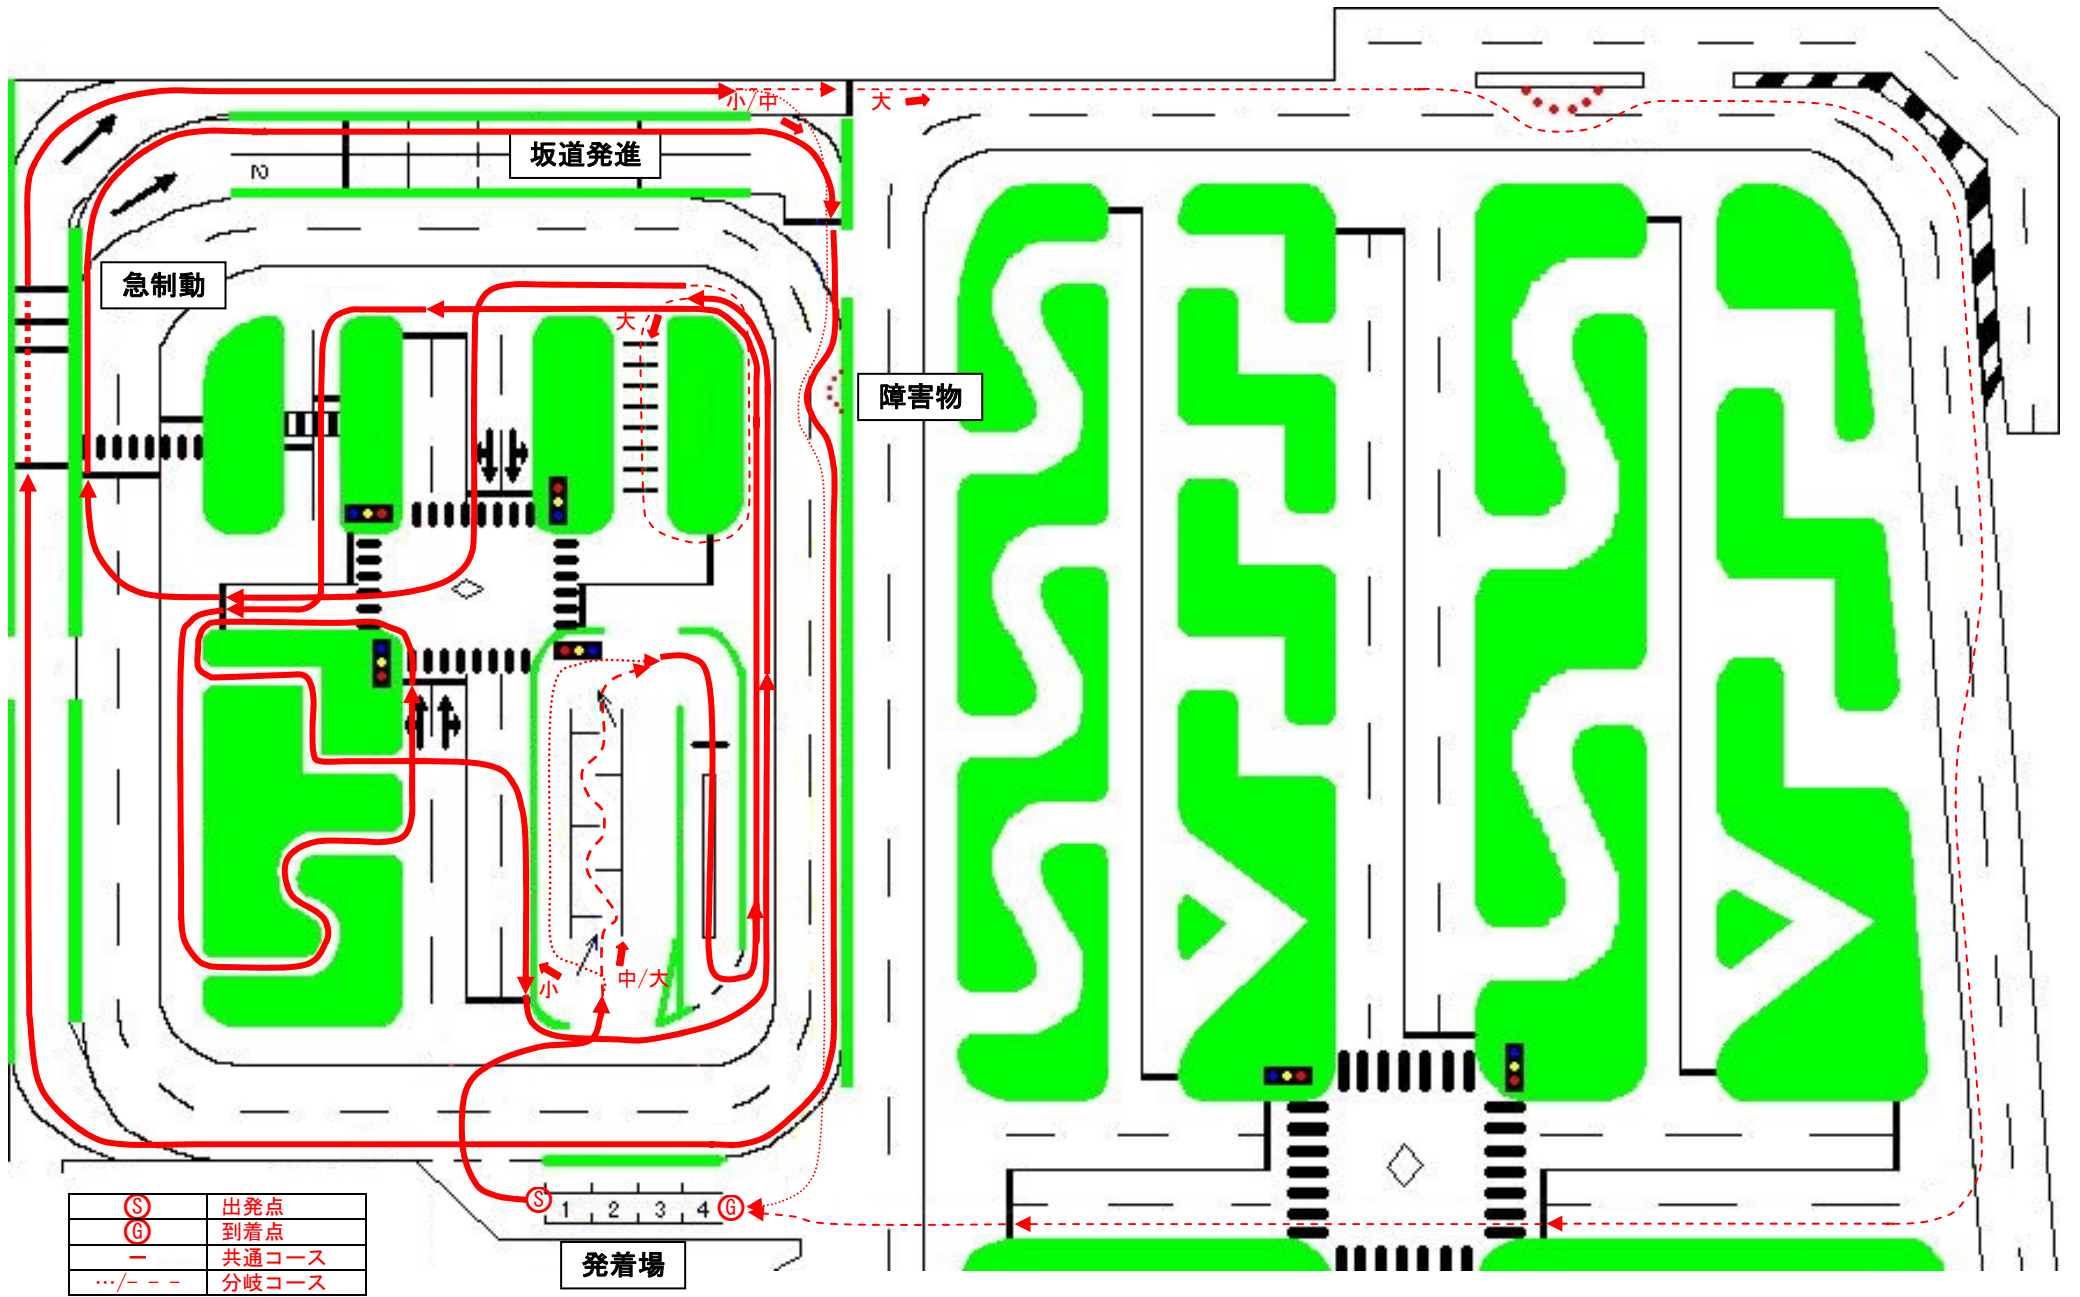 小/中
大
坂道発進
2
急制動
大
障害物
小
中/大
S
1
2
3
4
G
発着場
S 出発点
G 到着点
ー 共通コース
…/- - - 分岐コース